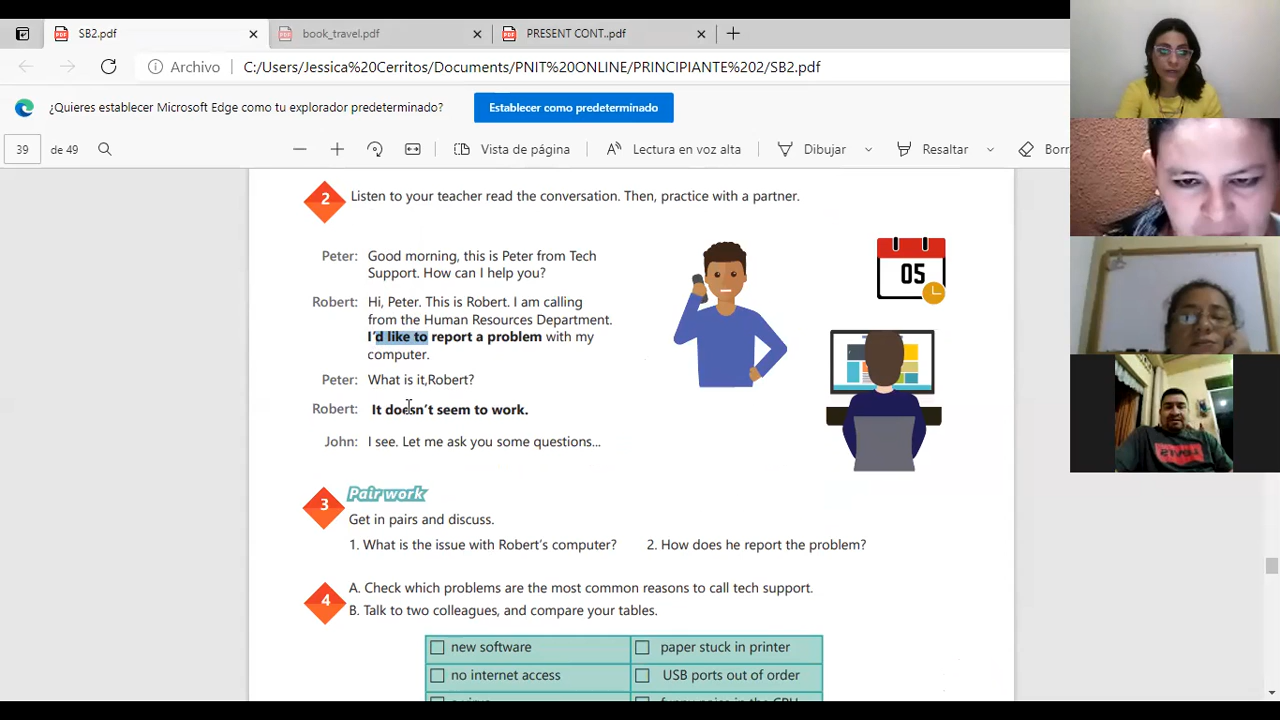 SB2.pdf
book_travel.pdf
PRESENT CONT..pdf
Archivo
C:/Users/Jessica%20Cerritos/Documents/PNIT%20ONLINE/PRINCIPIANTE%202/SB2.pdf
¿Quieres establecer Microsoft Edge como tu explorador predeterminado?
Establecer como predeterminado
39 de 49
Vista de página
Lectura en voz alta
Dibujar
Resaltar
Borr
2 Listen to your teacher read the conversation. Then, practice with a partner.
Peter: Good morning, this is Peter from Tech
Support. How can I help you?
Robert: Hi, Peter. This is Robert. I am calling
from the Human Resources Department.
I´d like to report a problem with my
computer.
Peter: What is it,Robert?
Robert: It doesn’t seem to work.
John: I see. Let me ask you some questions...
05
3 Pair work
Get in pairs and discuss.
1. What is the issue with Robert’s computer? 2. How does he report the problem?
4 A. Check which problems are the most common reasons to call tech support.
B. Talk to two colleagues, and compare your tables.
new software
paper stuck in printer
no internet access
USB ports out of order